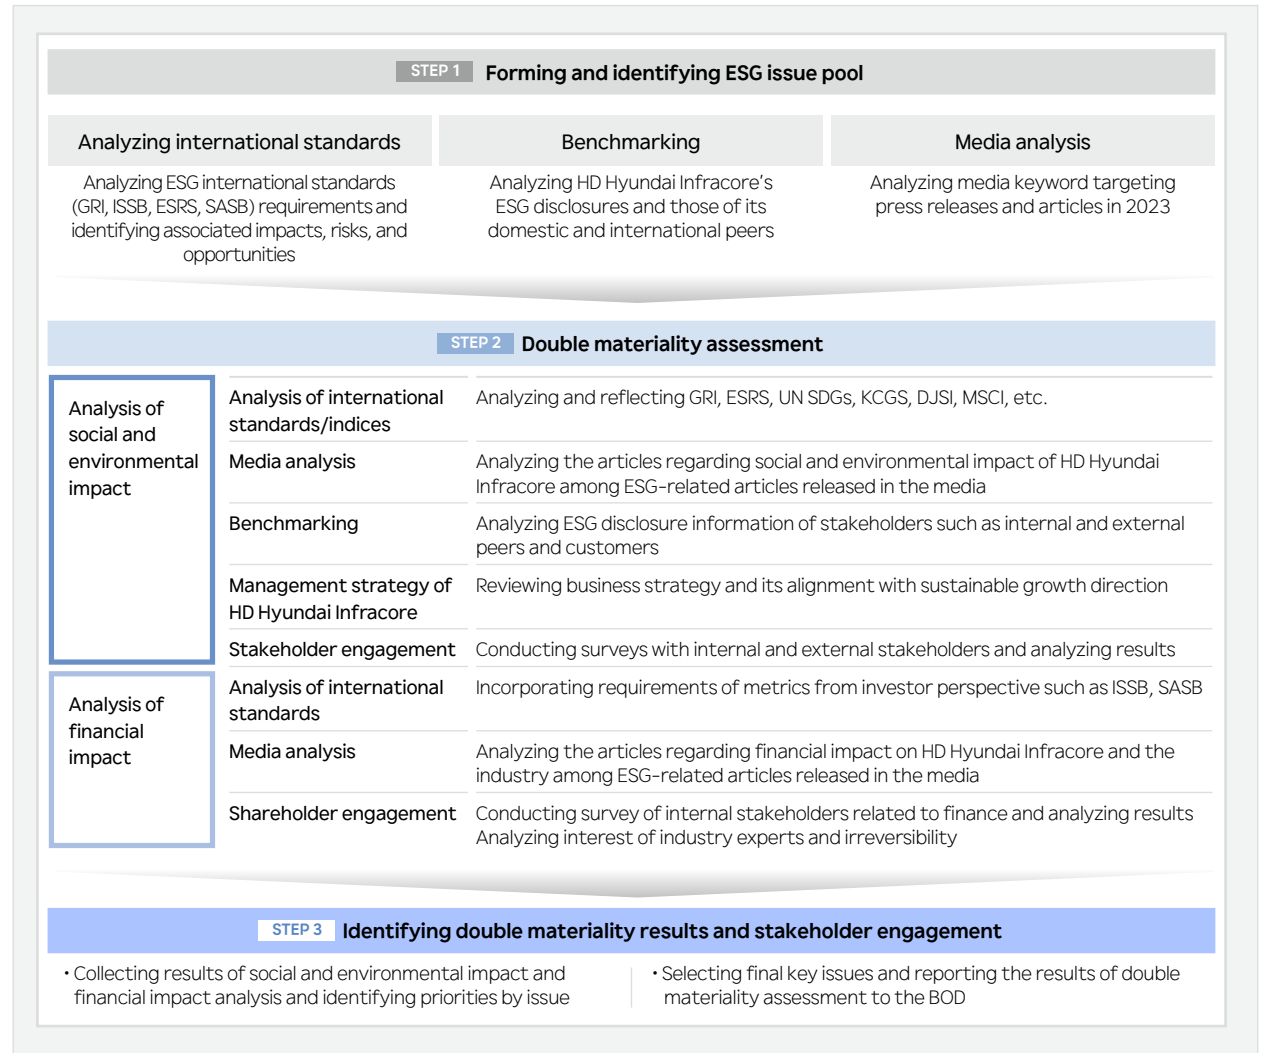 STEP 1 Forming and identifying ESG issue pool
Analyzing international standards
Analyzing ESG international standards
(GRI, ISSB, ESRS, SASB) requirements and
identifying associated impacts, risks, and
opportunities
Benchmarking
Analyzing HD Hyundai Infracore's
ESG disclosures and those of its
domestic and international peers
Media analysis
Analyzing media keyword targeting
press releases and articles in 2023
STEP 2 Double materiality assessment
Analysis of
social and
environmental
impact
Analysis of international
standards/indices
Analyzing and reflecting GRI, ESRS, UN SDGs, KCGS, DJSI, MSCI, etc.
Media analysis
Analyzing the articles regarding social and environmental impact of HD Hyundai
Infracore among ESG-related articles released in the media
Benchmarking
Analyzing ESG disclosure information of stakeholders such as internal and external
peers and customers
Management strategy of
HD Hyundai Infracore
Reviewing business strategy and its alignment with sustainable growth direction
Stakeholder engagement
Conducting surveys with internal and external stakeholders and analyzing results
Analysis of
financial
impact
Analysis of international
standards
Incorporating requirements of metrics from investor perspective such as ISSB, SASB
Media analysis
Analyzing the articles regarding financial impact on HD Hyundai Infracore and the
industry among ESG-related articles released in the media
Shareholder engagement
Conducting survey of internal stakeholders related to finance and analyzing results
Analyzing interest of industry experts and irreversibility
STEP 3 Identifying double materiality results and stakeholder engagement
• Collecting results of social and environmental impact and
financial impact analysis and identifying priorities by issue
• Selecting final key issues and reporting the results of double
materiality assessment to the BOD